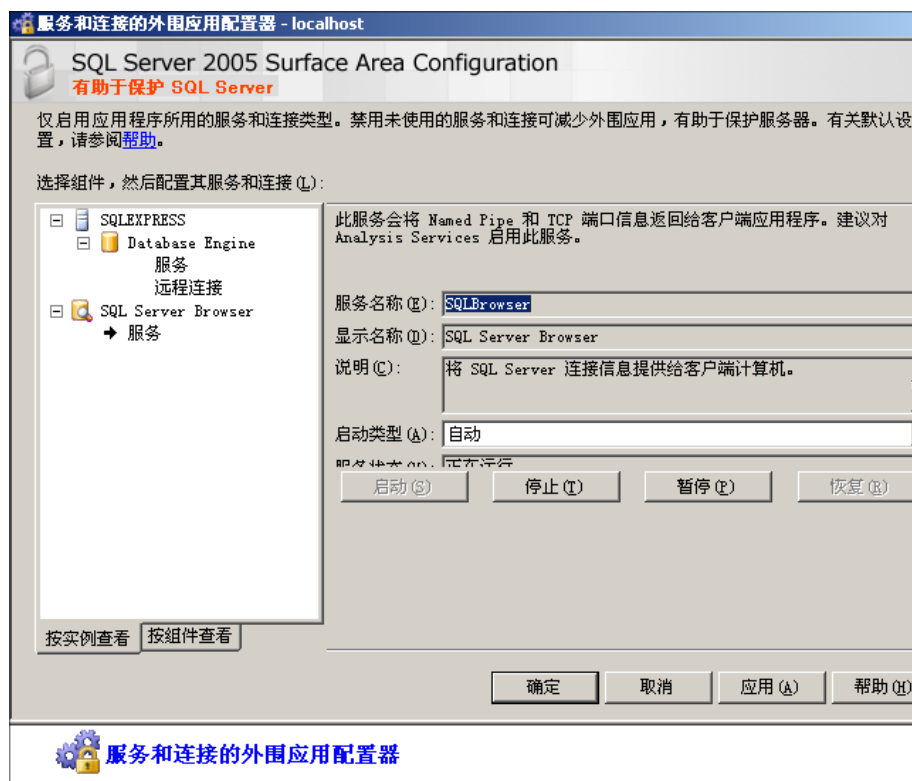 服务和连接的外围应用配置器 - localhost
SQL Server 2005 Surface Area Configuration
有助于保护 SQL Server
仅启用应用程序所用的服务和连接类型。禁用未使用的服务和连接可减少外围应用，有助于保护服务器。有关默认设
置，请参阅帮助。
选择组件，然后配置其服务和连接(L):
SQLEXPRESS
Database Engine
服务
远程连接
SQL Server Browser
服务
按实例查看
按组件查看
此服务会将 Named Pipe 和 TCP 端口信息返回给客户端应用程序。建议对
Analysis Services 启用此服务。
服务名称(E): SQLBrowser
显示名称(D): SQL Server Browser
说明(C): 将 SQL Server 连接信息提供给客户端计算机。
启动类型(A): 自动
服务状态 正在运行
启动(S) 停止(T) 暂停(P) 恢复(R)
确定 取消 应用(A) 帮助(H)
服务和连接的外围应用配置器